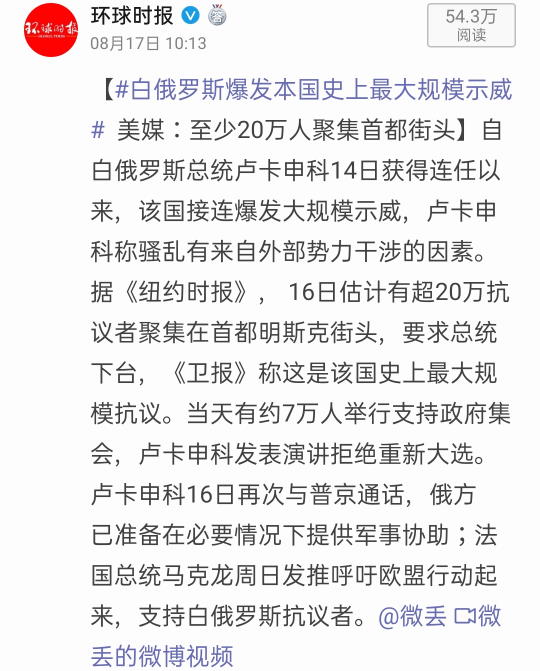 环球时报
54.3万
阅读
08月17日 10:13
【#白俄罗斯爆发本国史上最大规模示威
# 美媒：至少20万人聚集首都街头】自
白俄罗斯总统卢卡申科14日获得连任以
来，该国接连爆发大规模示威，卢卡申
科称骚乱有来自外部势力干涉的因素。
据《纽约时报》， 16日估计有超20万抗
议者聚集在首都明斯克街头，要求总统
下台，《卫报》称这是该国史上最大规
模抗议。当天有约7万人举行支持政府集
会，卢卡申科发表演讲拒绝重新大选。
卢卡申科16日再次与普京通话，俄方
已准备在必要情况下提供军事协助；法
国总统马克龙周日发推呼吁欧盟行动起
来，支持白俄罗斯抗议者。@微丢 微
丢的微博视频